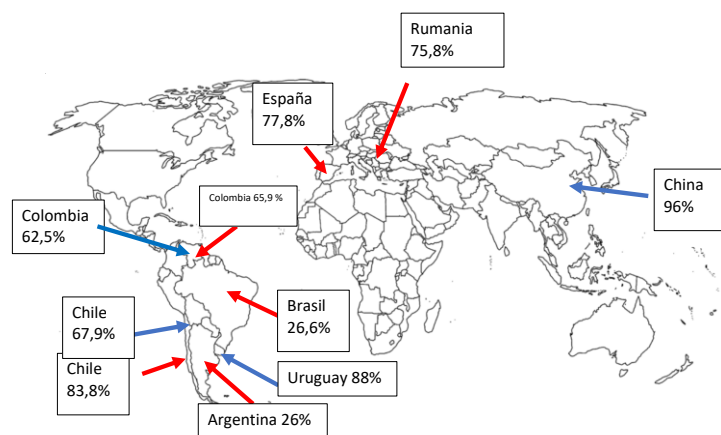 Rumania
75,8%
España
77,8%
Colombia 65,9 %
China
96%
Colombia
62,5%
Brasil
26,6%
Chile
67,9%
Chile
83,8%
Uruguay 88%
Argentina 26%